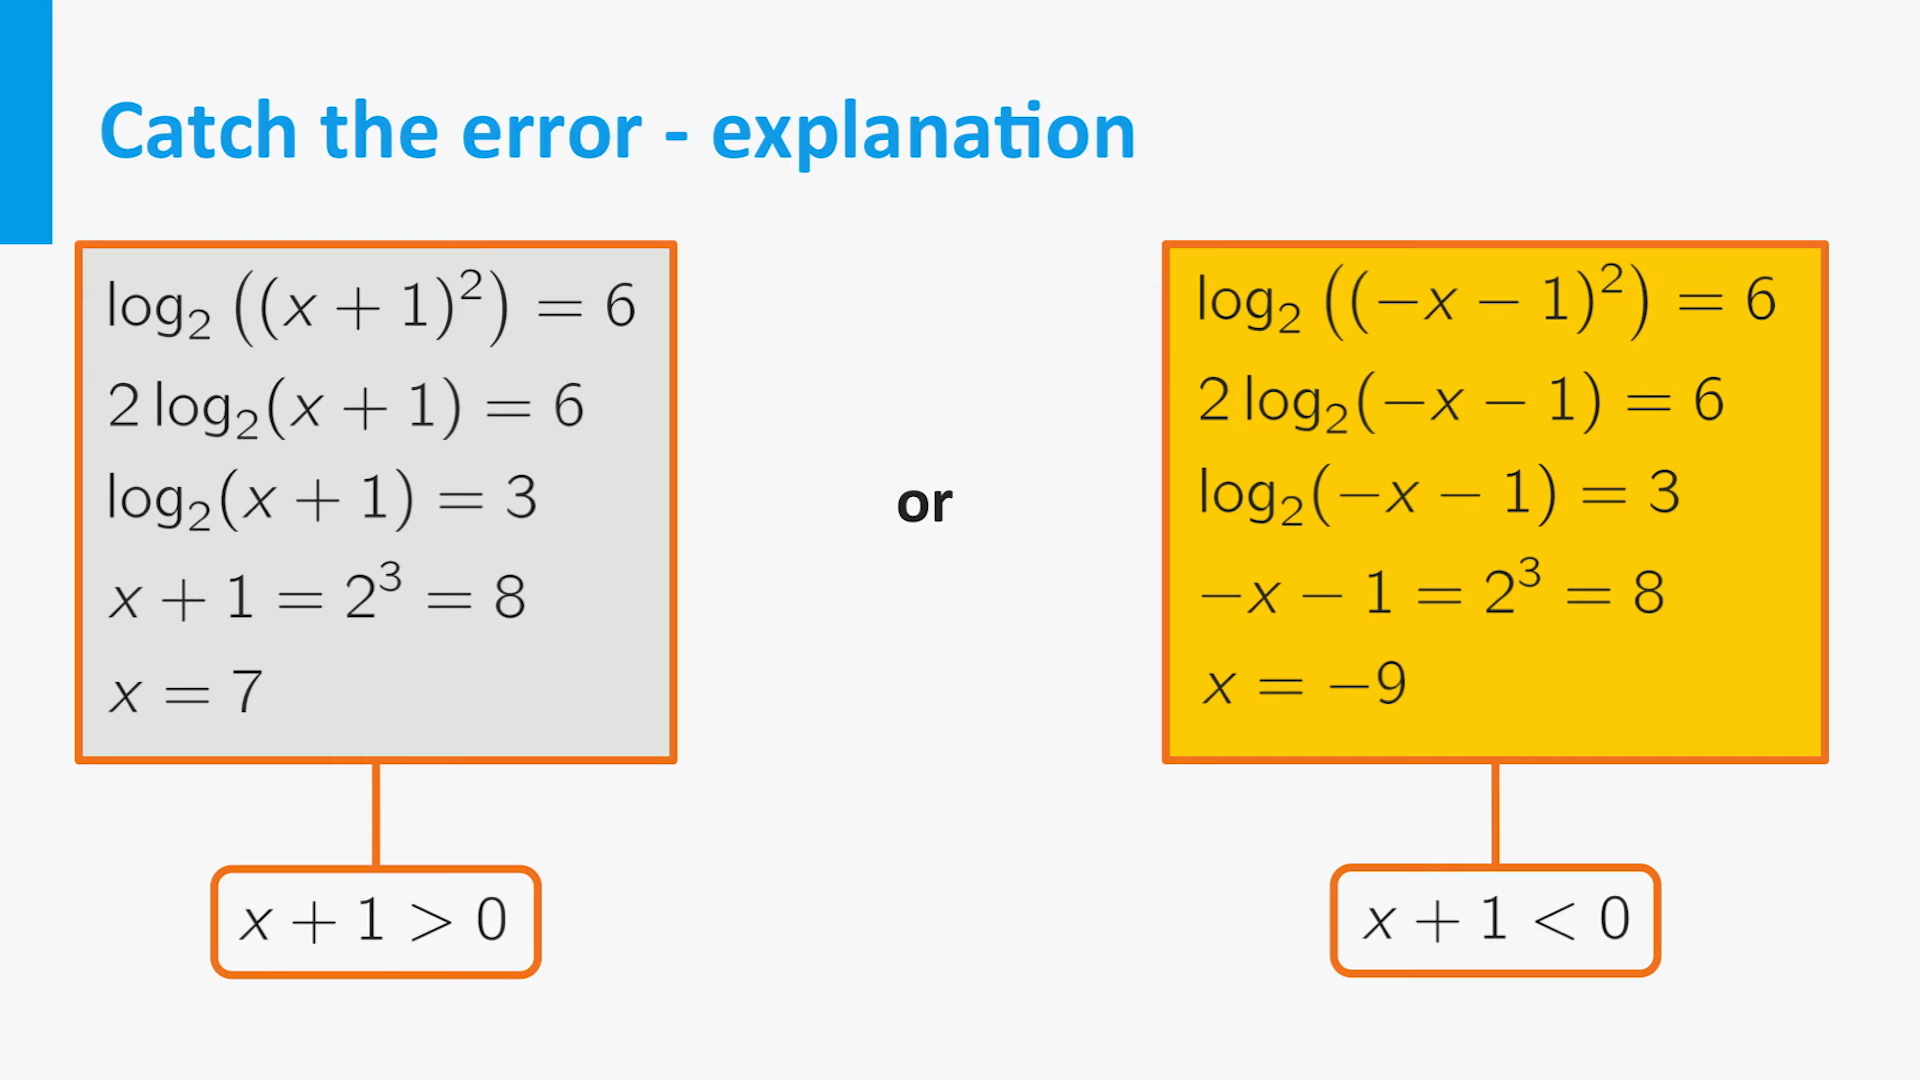 Catch the error - explanation
log₂ ((x + 1)²) = 6
2 log₂(x + 1) = 6
log₂(x + 1) = 3
x + 1 = 2³ = 8
x = 7
x + 1 > 0
or
log₂ ((−x − 1)²) = 6
2 log₂(−x − 1) = 6
log₂(−x − 1) = 3
−x − 1 = 2³ = 8
x = −9
x + 1 < 0